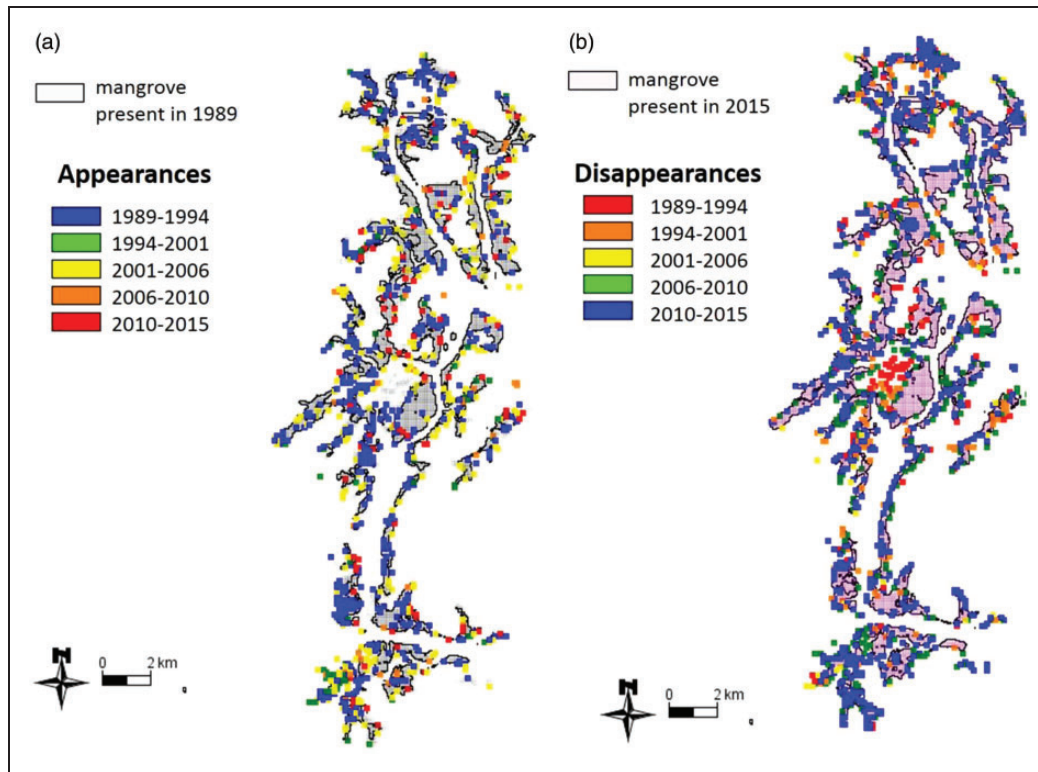 (a)
mangrove
present in 1989
Appearances
1989-1994
1994-2001
2001-2006
2006-2010
2010-2015
N
0 2 km
(b)
mangrove
present in 2015
Disappearances
1989-1994
1994-2001
2001-2006
2006-2010
2010-2015
N
0 2 km